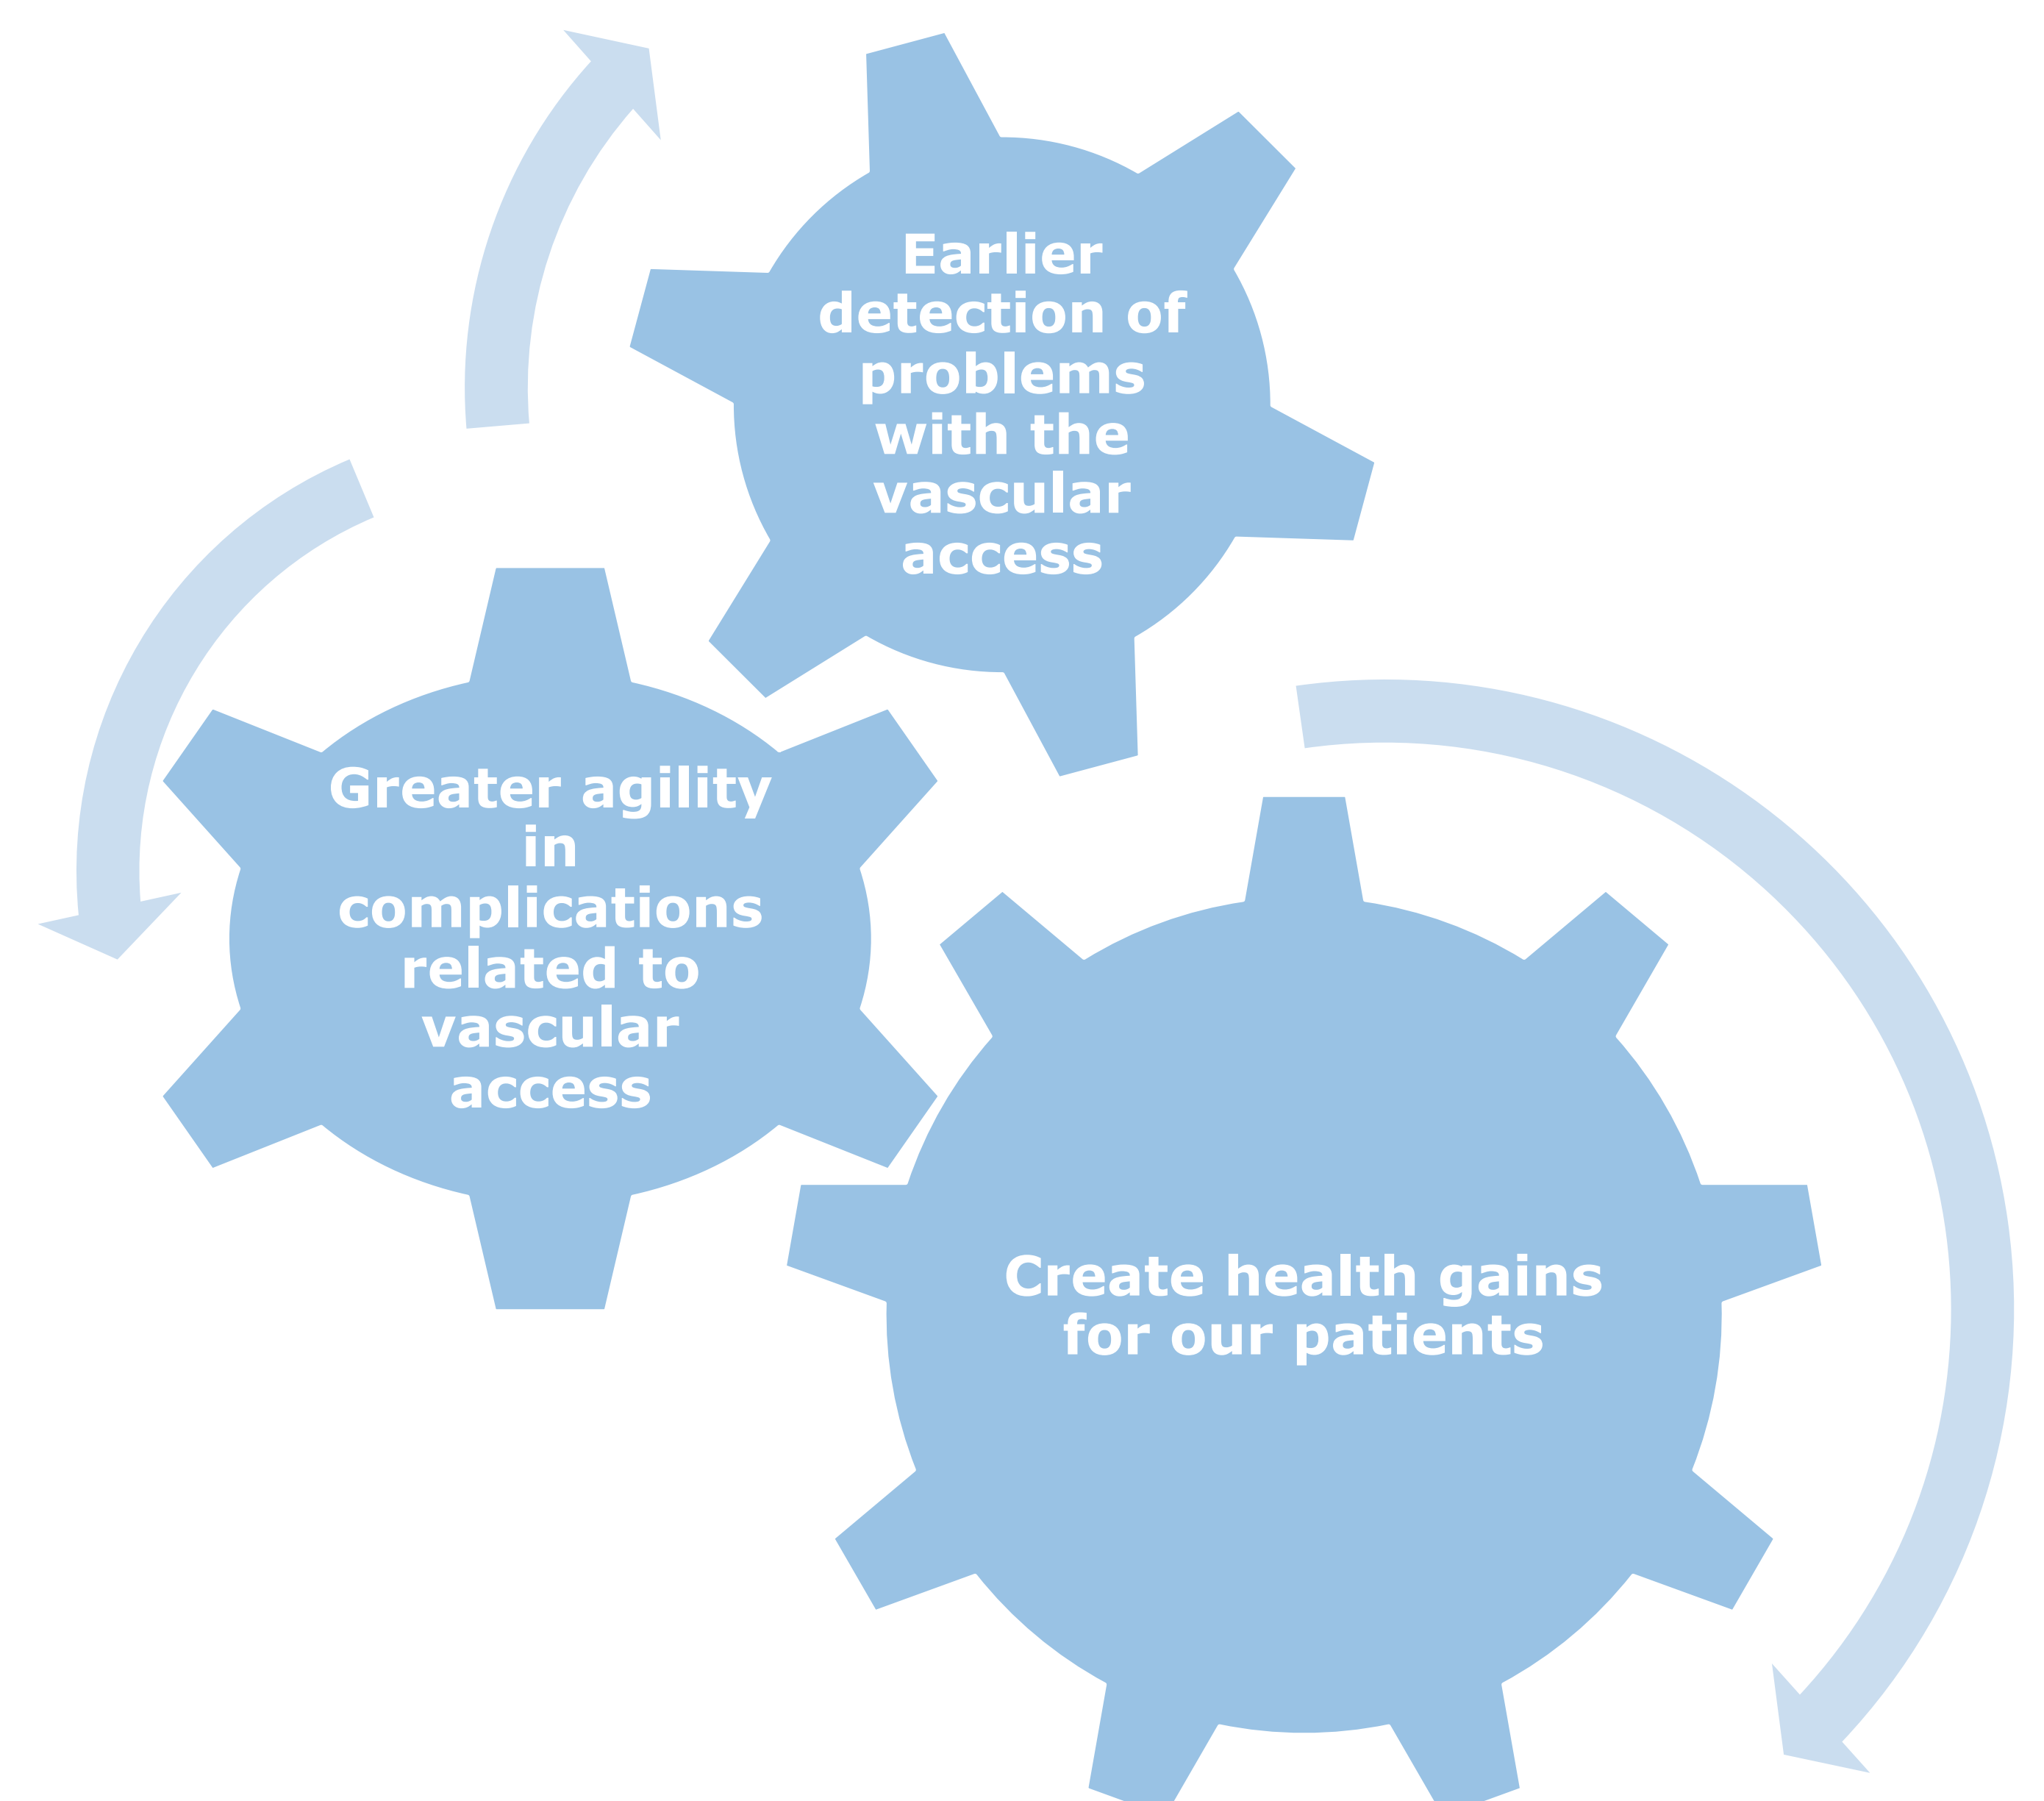 Earlier
detection of
problems
with the
vascular
access
Greater agility
in
complications
related to
vascular
access
Create health gains
for our patients